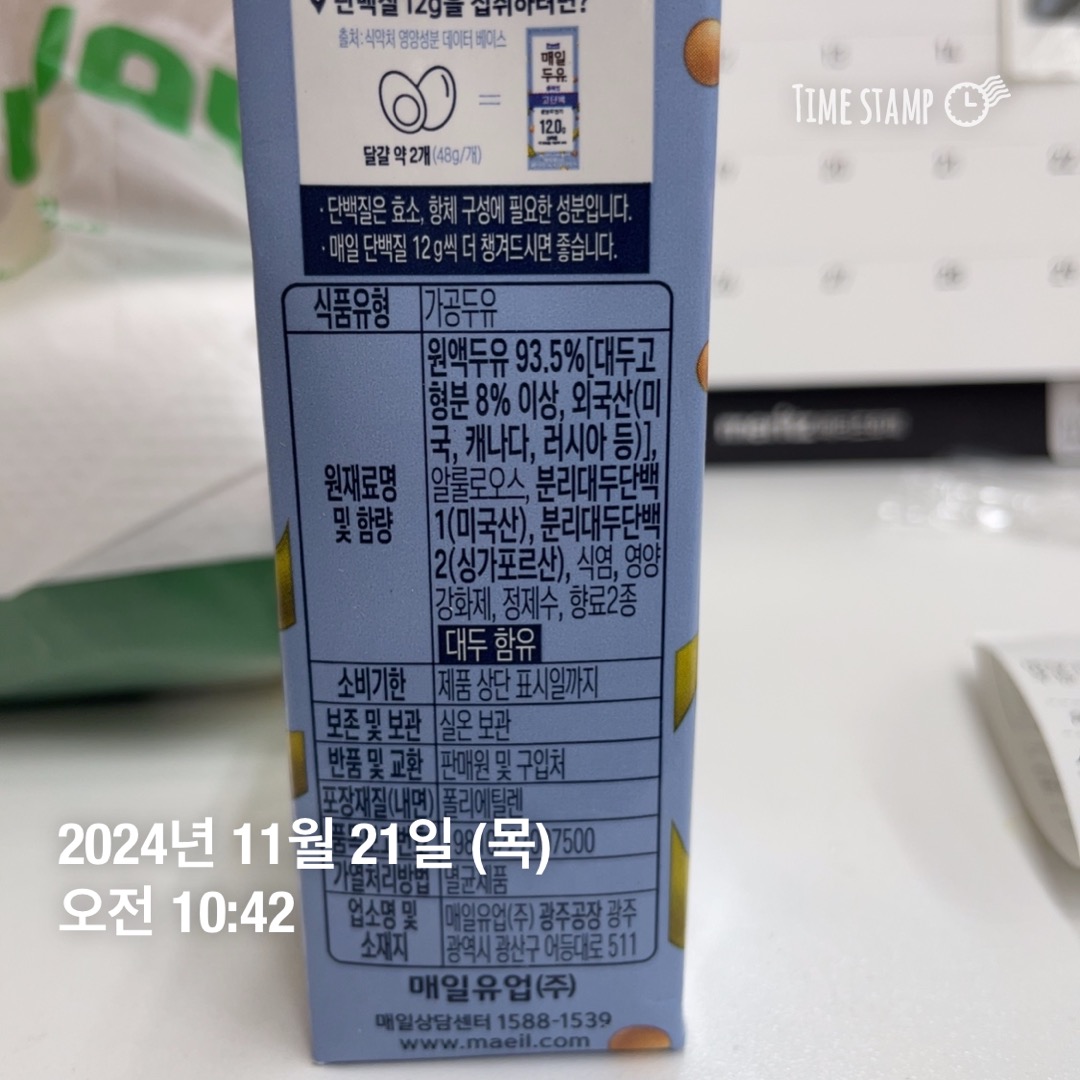 단백질 12g을 섭취하려면?
출처: 식약처 영양성분 데이터 베이스
매일
두유
고단백
12.0g
=
달걀 약 2개(48g/개)
TIME STAMP
· 단백질은 효소, 항체 구성에 필요한 성분입니다.
· 매일 단백질 12g씩 더 챙겨드시면 좋습니다.
식품유형 가공두유
원재료명 및 함량
원액두유 93.5%[대두고
형분 8% 이상, 외국산(미
국, 캐나다, 러시아 등)],
알룰로오스, 분리대두단백
1(미국산), 분리대두단백
2(싱가포르산), 식염, 영양
강화제, 정제수, 향료2종
대두 함유
소비기한 제품 상단 표시일까지
보존 및 보관 실온 보관
반품 및 교환 판매원 및 구입처
포장재질(내면) 폴리에틸렌
7500
가열처리방법 멸균제품
업소명 및 소재지
매일유업(주) 광주공장 광주
광역시 광산구 어등대로 511
매일유업(주)
매일상담센터 1588-1539
www.maeil.com
2024년 11월 21일 (목)
오전 10:42